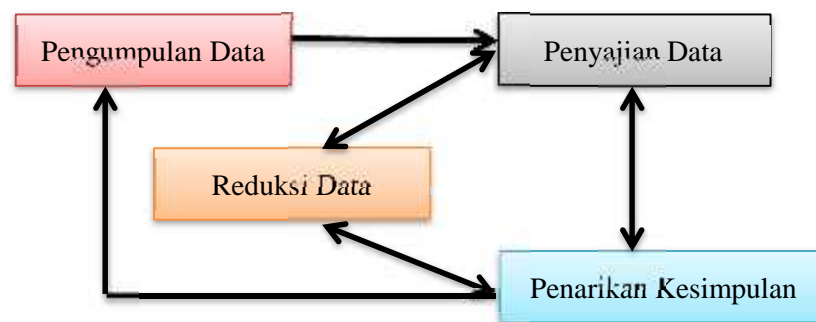 Pengumpulan Data
Penyajian Data
Reduksi Data
Penarikan Kesimpulan